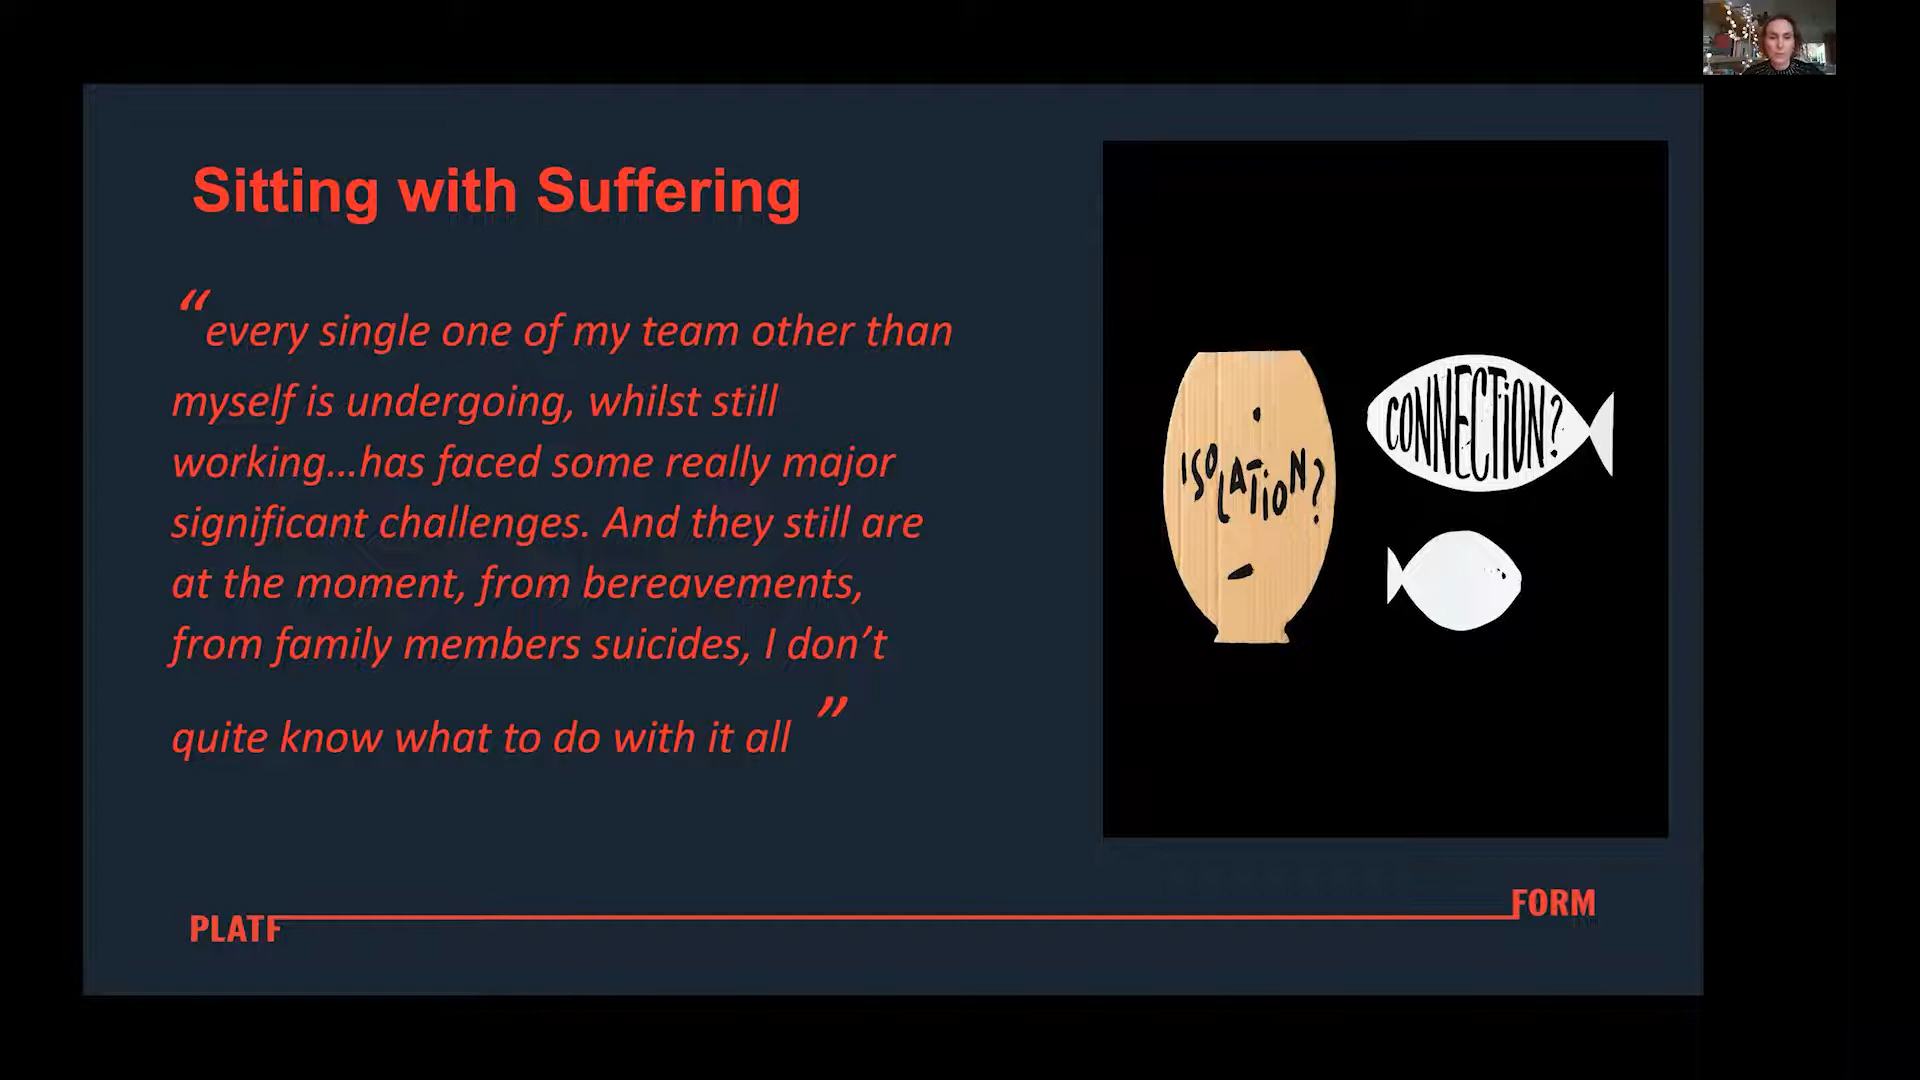 Sitting with Suffering
“every single one of my team other than
myself is undergoing, whilst still
working...has faced some really major
significant challenges. And they still are
at the moment, from bereavements,
from family members suicides, I don’t
quite know what to do with it all ”
ISOLATION?
CONNECTION?
PLATF
FORM